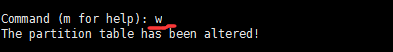 Command (m for help): w
The partition table has been altered!